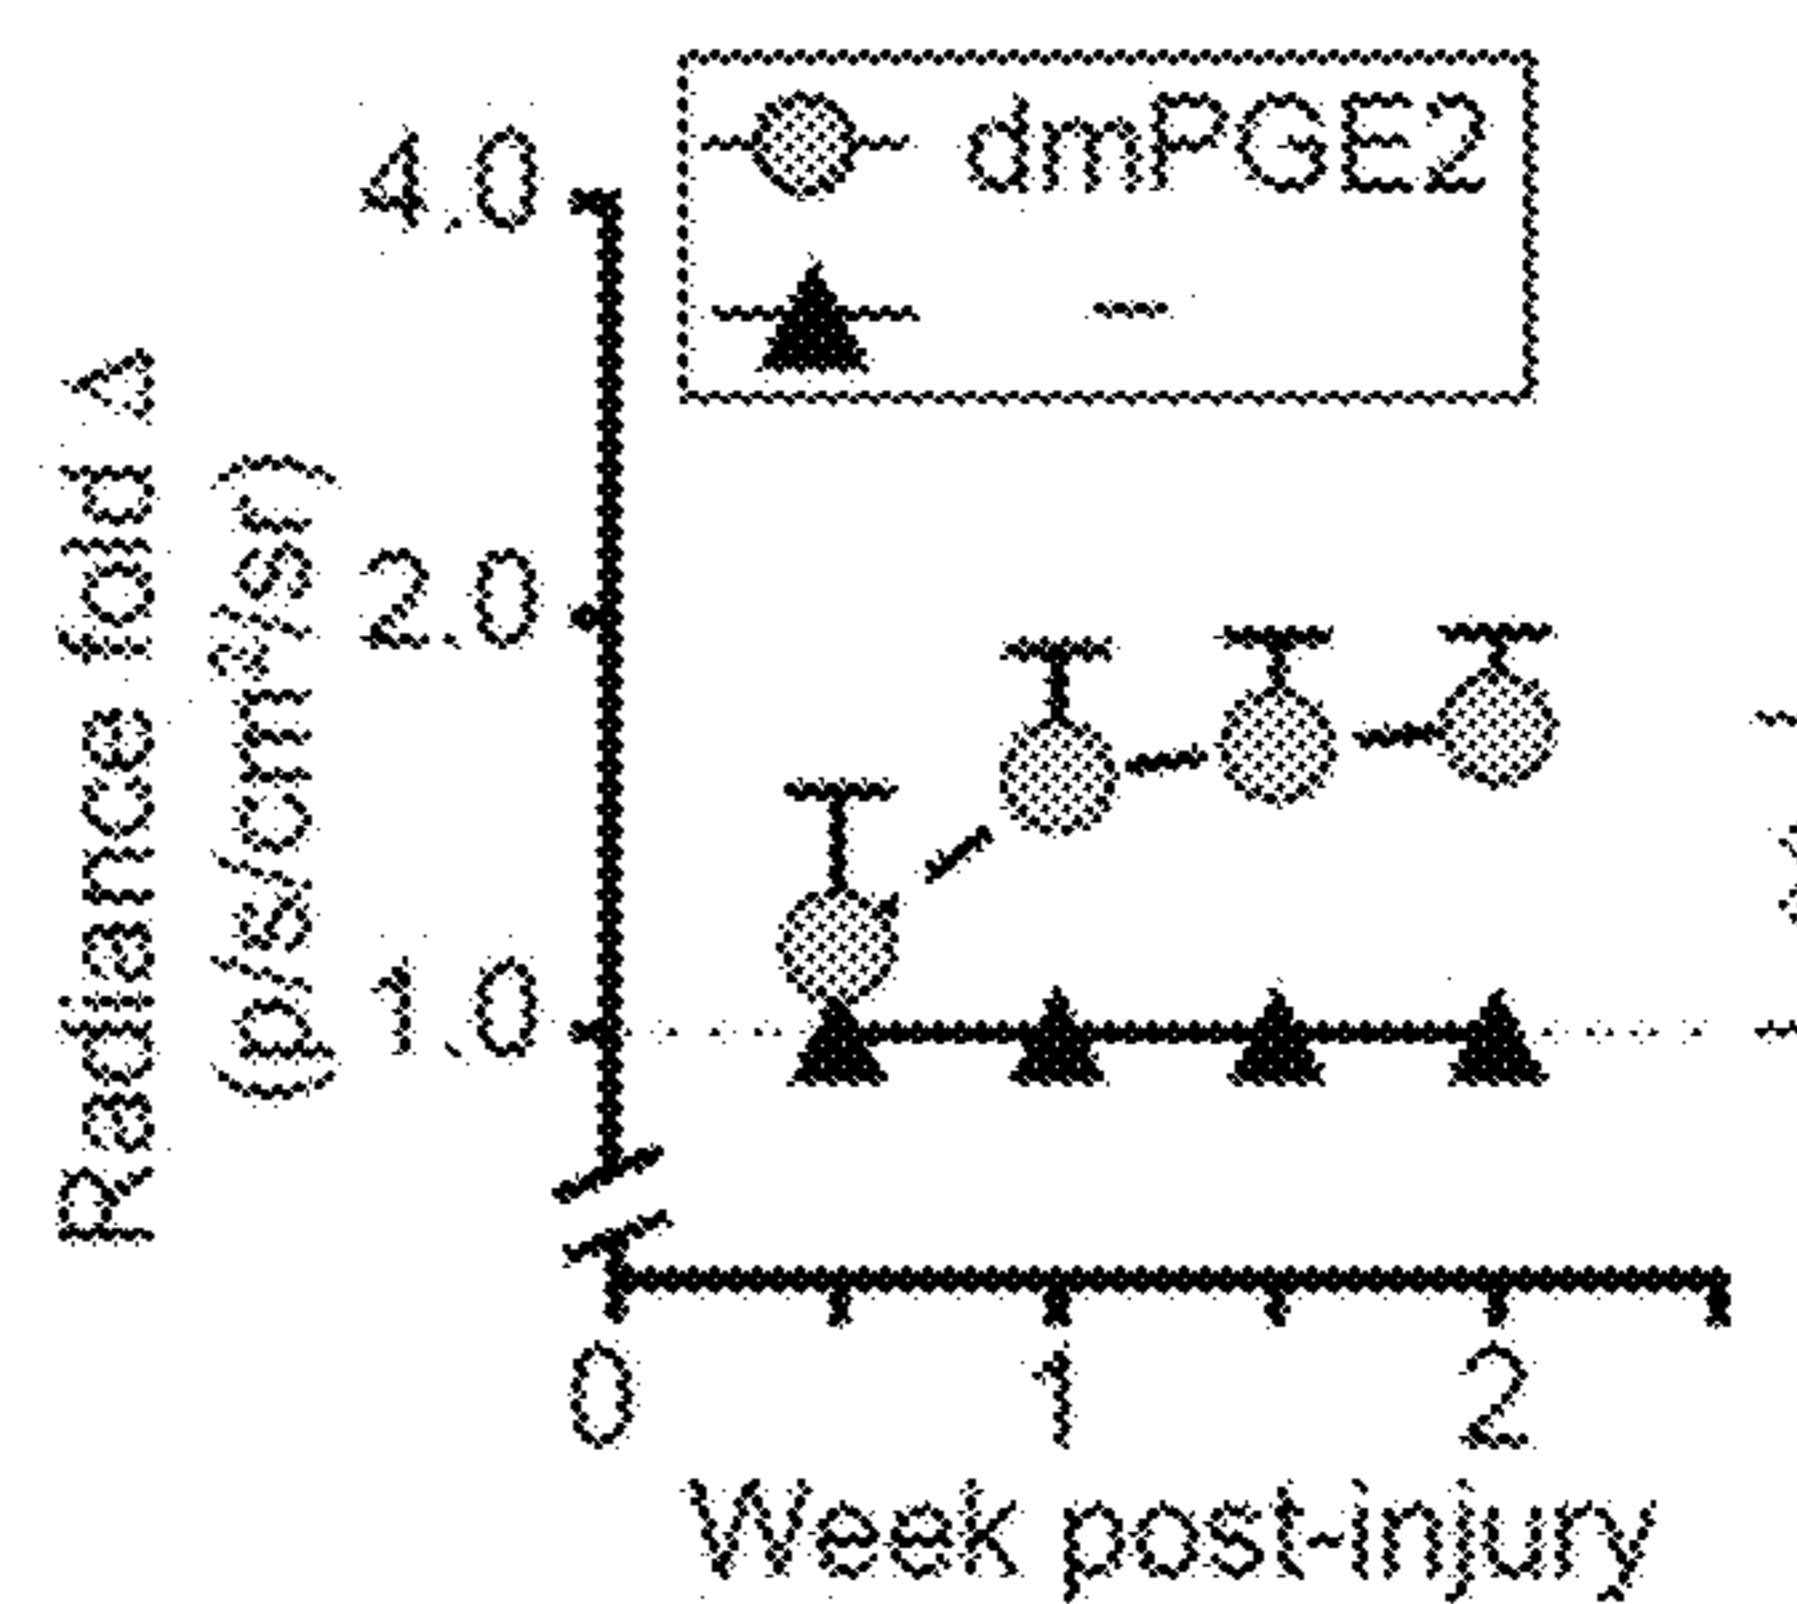 dmPGE2
–
Radiance fold Δ
(p/s/cm²/sr)
4.0
2.0
1.0
0 1 2
Week post-injury